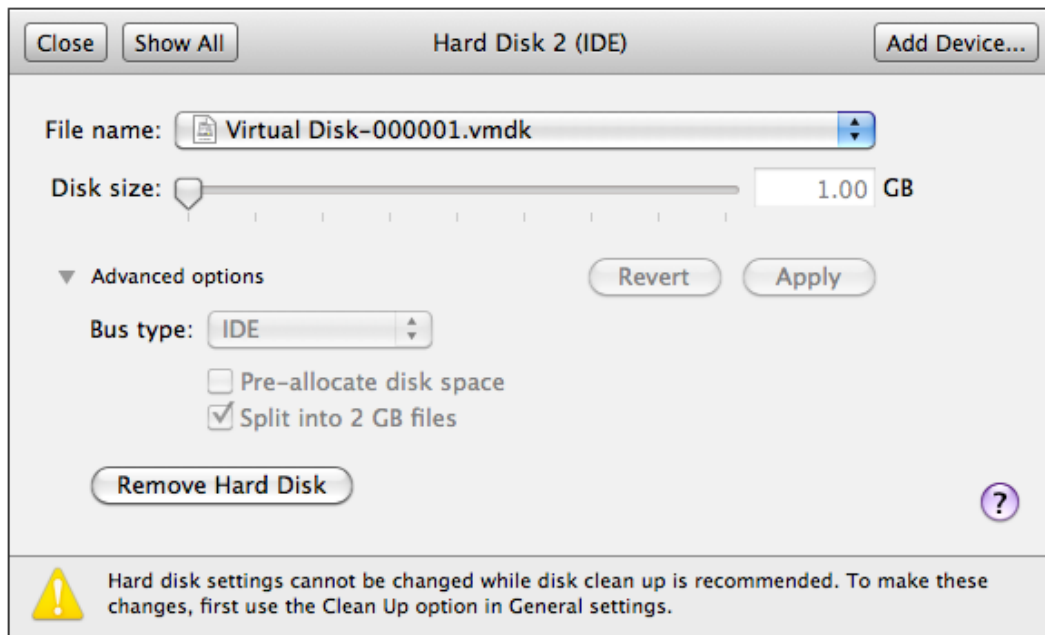 Close Show All Hard Disk 2 (IDE) Add Device...
File name: Virtual Disk-000001.vmdk
Disk size: 1.00 GB
Advanced options Revert Apply
Bus type: IDE
Pre-allocate disk space
Split into 2 GB files
Remove Hard Disk
?
Hard disk settings cannot be changed while disk clean up is recommended. To make these
changes, first use the Clean Up option in General settings.